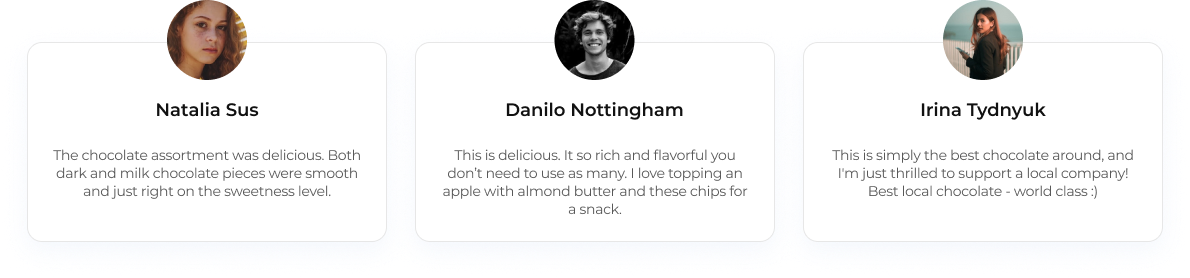 Natalia Sus
The chocolate assortment was delicious. Both
dark and milk chocolate pieces were smooth
and just right on the sweetness level.
Danilo Nottingham
This is delicious. It so rich and flavorful you
don’t need to use as many. I love topping an
apple with almond butter and these chips for
a snack.
Irina Tydnyuk
This is simply the best chocolate around, and
I'm just thrilled to support a local company!
Best local chocolate - world class :)